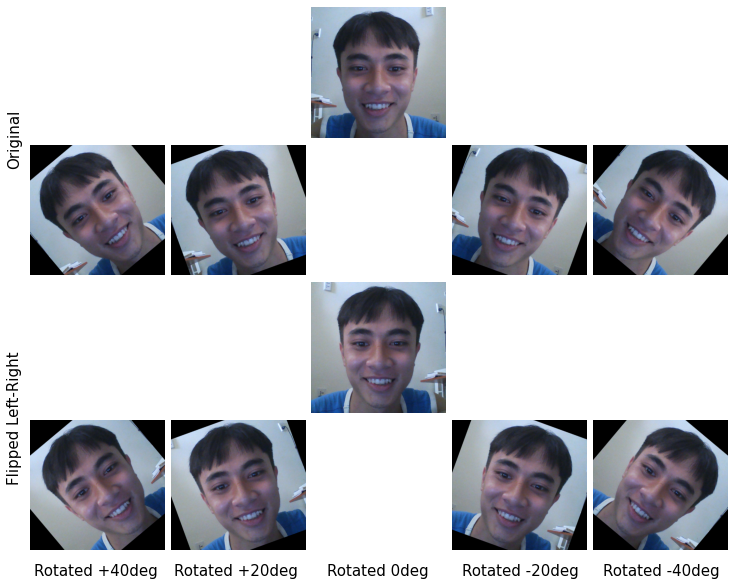 Original
Flipped Left-Right
Rotated +40deg
Rotated +20deg
Rotated 0deg
Rotated -20deg
Rotated -40deg